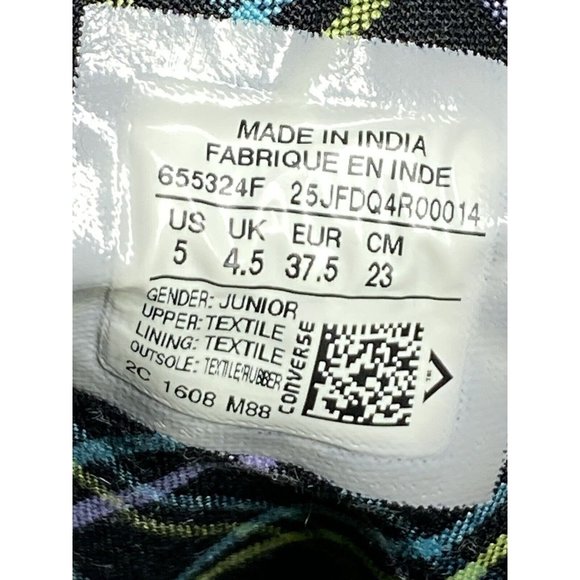 MADE IN INDIA
FABRIQUE EN INDE
655324F 25JFDQ4R00014
US UK EUR CM
5 4.5 37.5 23
GENDER: JUNIOR
UPPER: TEXTILE
LINING: TEXTILE
OUTSOLE: TEXTILE/RUBBER
2C 1608 M88
CONVERSE
TM